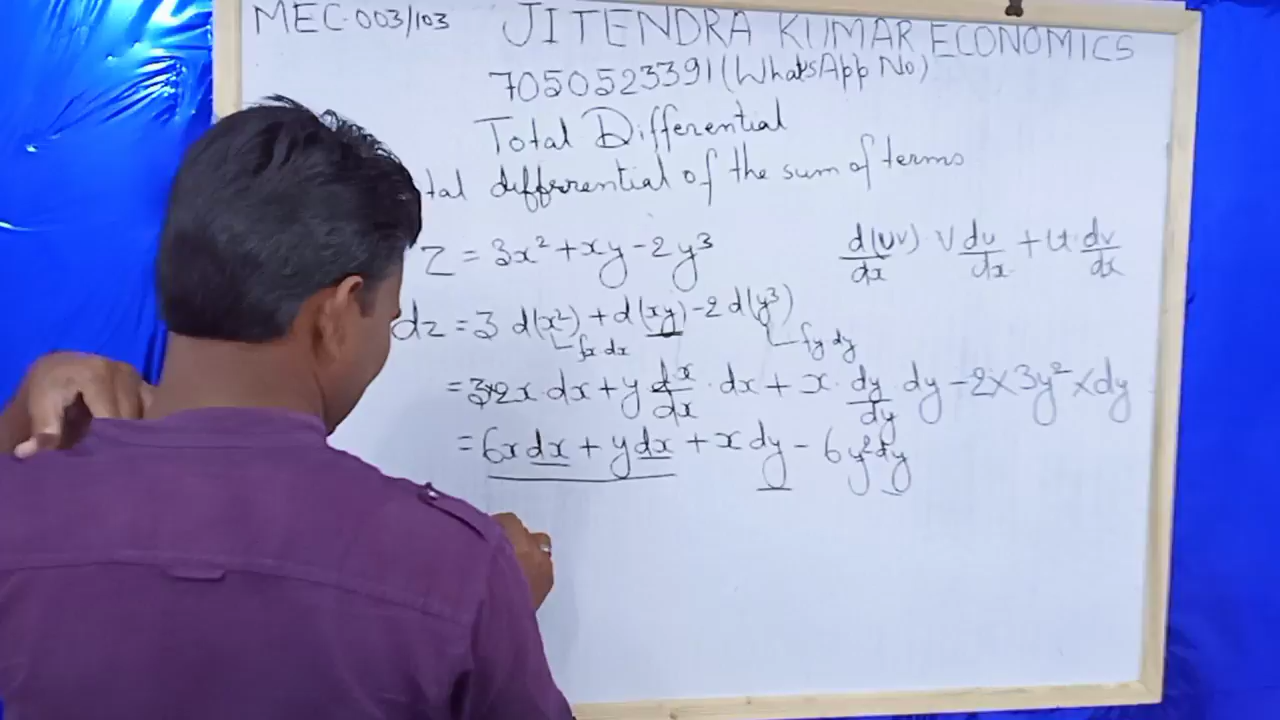 MEC-003/103 JITENDRA KUMAR ECONOMICS
7050523391 (WhatsApp No)
Total Differential
tal differential of the sum of terms
Z = 3x² + xy - 2y³
d(uv)/dx . v du/dx + u . dv/dx
dz = 3 d(x²) + d(xy) - 2 d(y³)
fx dx fy dy
= 3×2x . dx + y dx/dx . dx + x . dy/dy dy - 2×3y² × dy
= 6x dx + y dx + x dy - 6y² dy